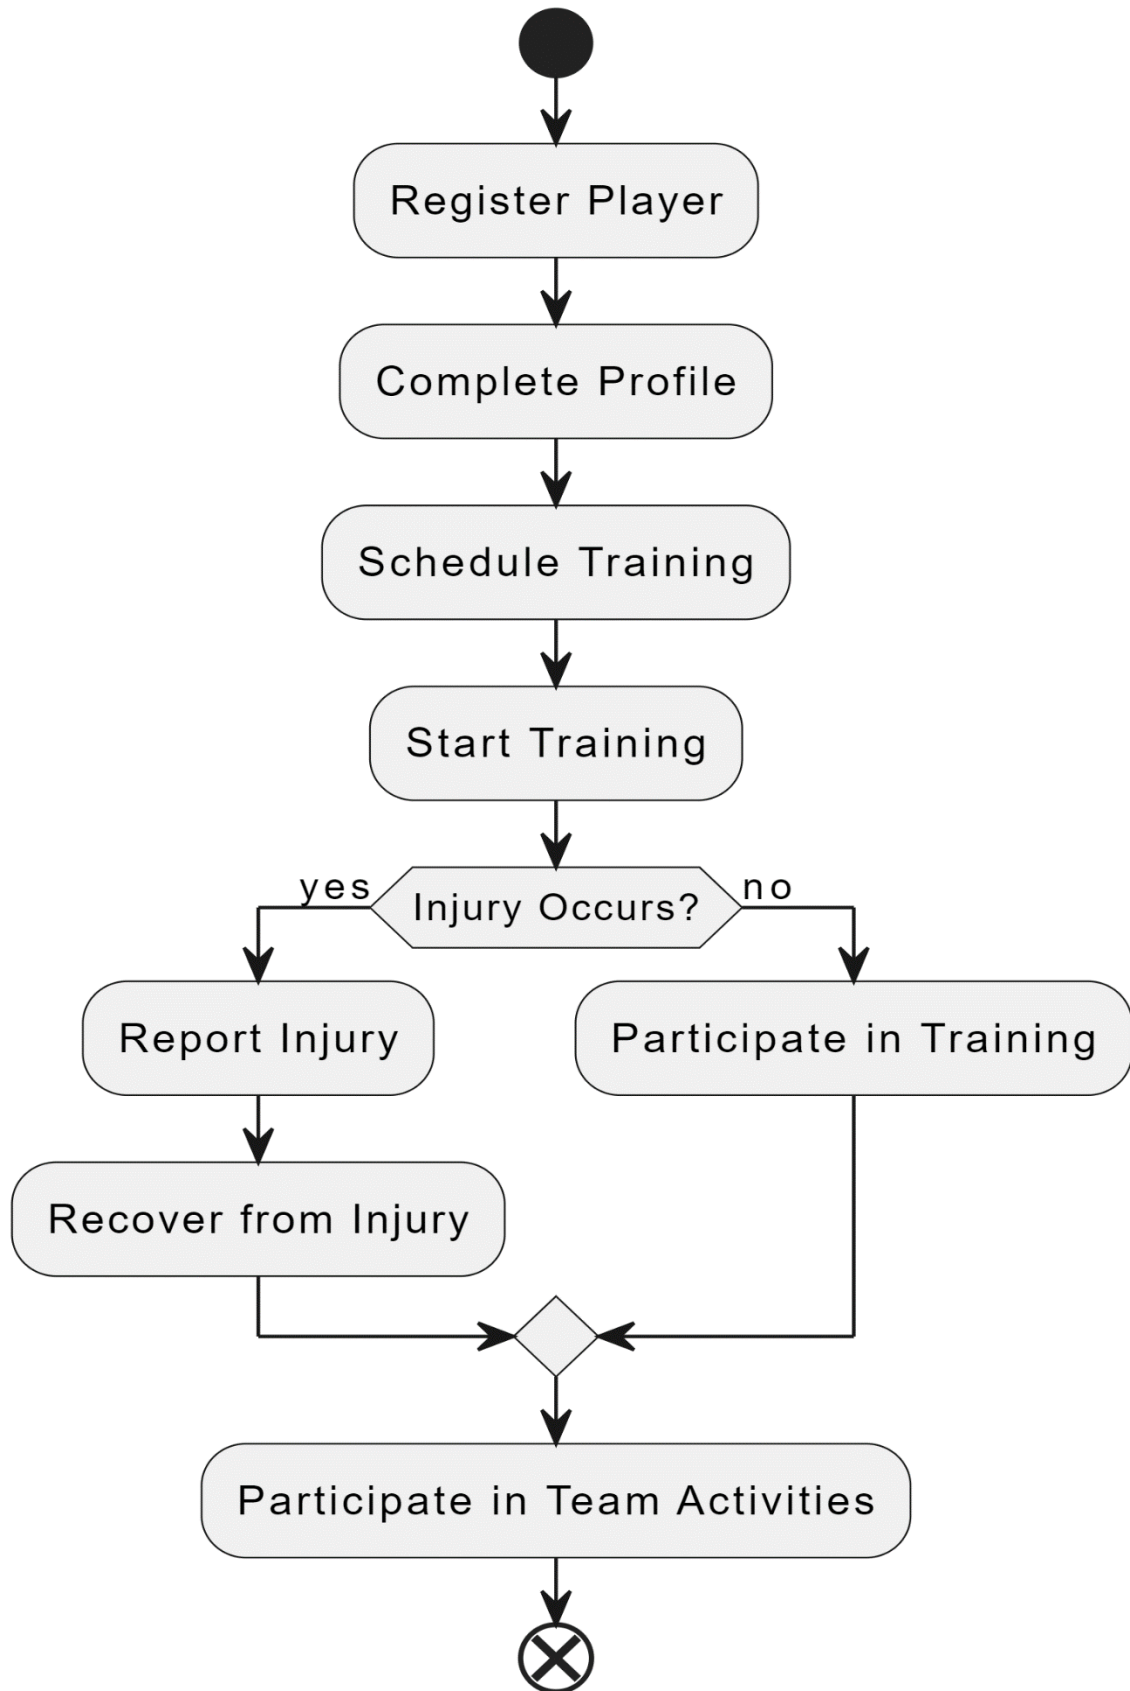 Register Player
Complete Profile
Schedule Training
Start Training
yes
Injury Occurs?
no
Report Injury
Participate in Training
Recover from Injury
Participate in Team Activities